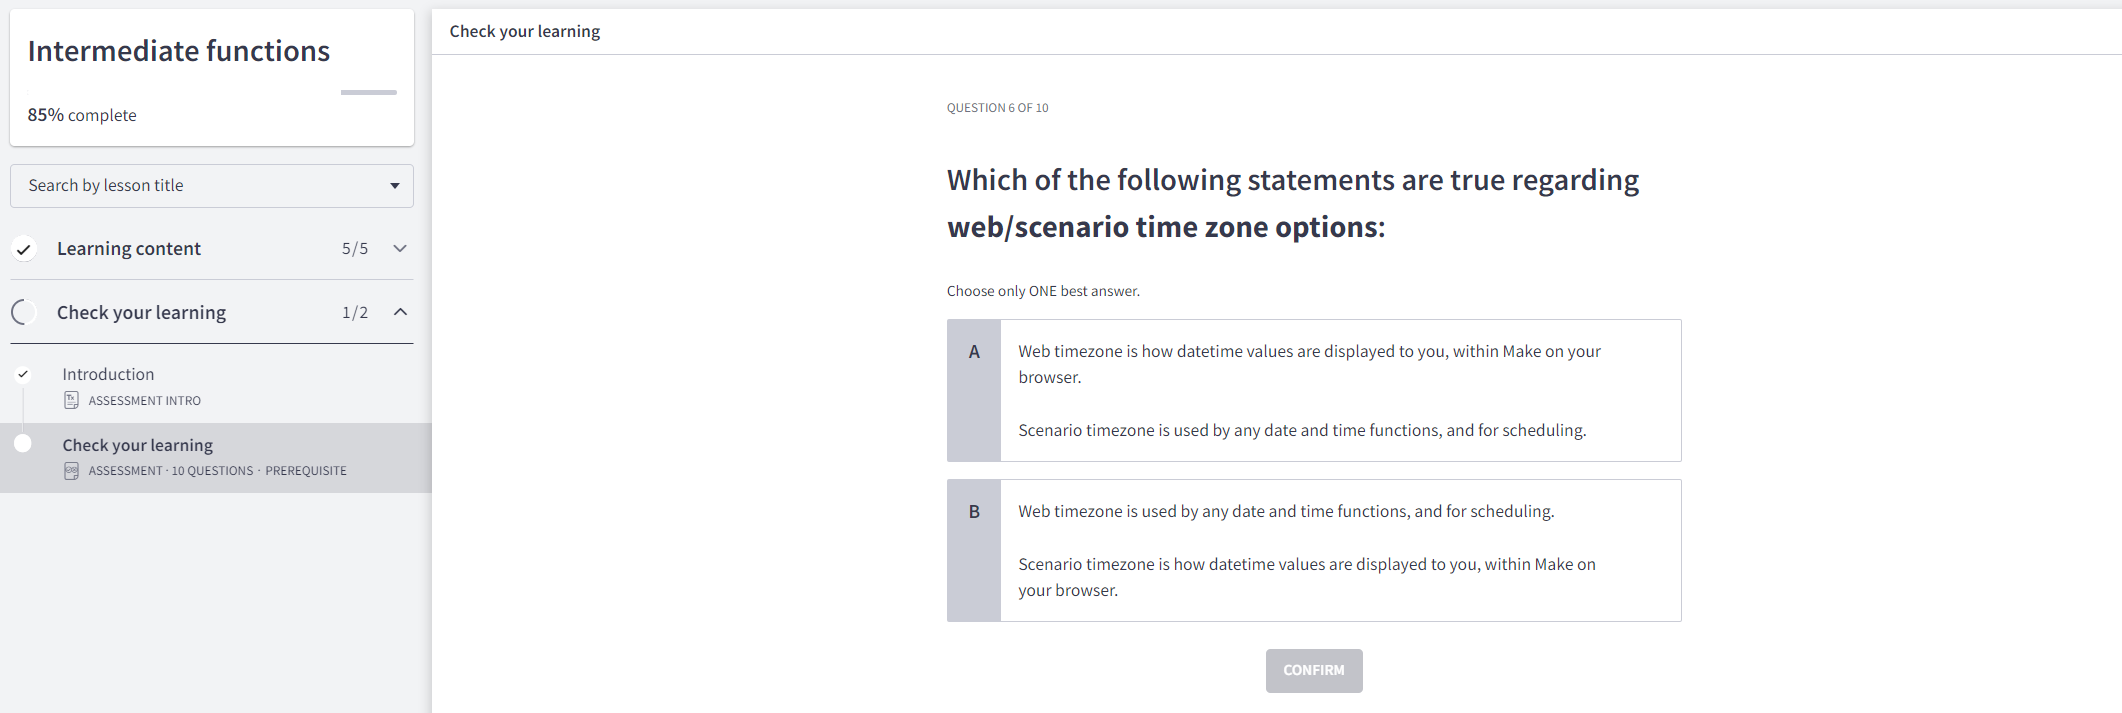 Intermediate functions
85% complete
Search by lesson title
Learning content 5/5
Check your learning 1/2
Introduction
ASSESSMENT INTRO
Check your learning
ASSESSMENT · 10 QUESTIONS · PREREQUISITE
Check your learning
QUESTION 6 OF 10
Which of the following statements are true regarding
web/scenario time zone options:
Choose only ONE best answer.
A
Web timezone is how datetime values are displayed to you, within Make on your
browser.
Scenario timezone is used by any date and time functions, and for scheduling.
B
Web timezone is used by any date and time functions, and for scheduling.
Scenario timezone is how datetime values are displayed to you, within Make on
your browser.
CONFIRM